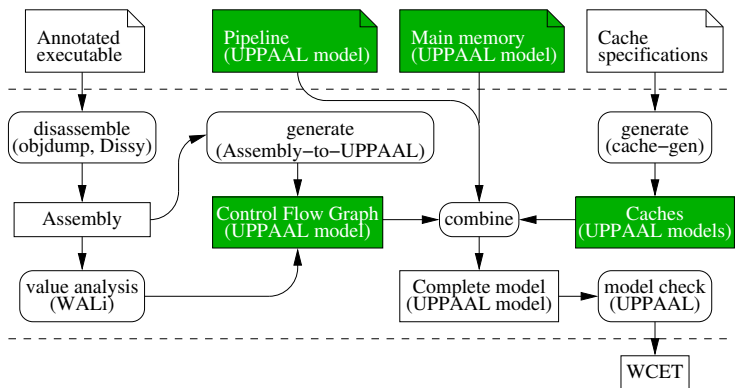 Annotated
executable
Pipeline
(UPPAAL model)
Main memory
(UPPAAL model)
Cache
specifications
disassemble
(objdump, Dissy)
generate
(Assembly−to−UPPAAL)
generate
(cache−gen)
Assembly
Control Flow Graph
(UPPAAL model)
combine
Caches
(UPPAAL models)
value analysis
(WALi)
Complete model
(UPPAAL model)
model check
(UPPAAL)
WCET